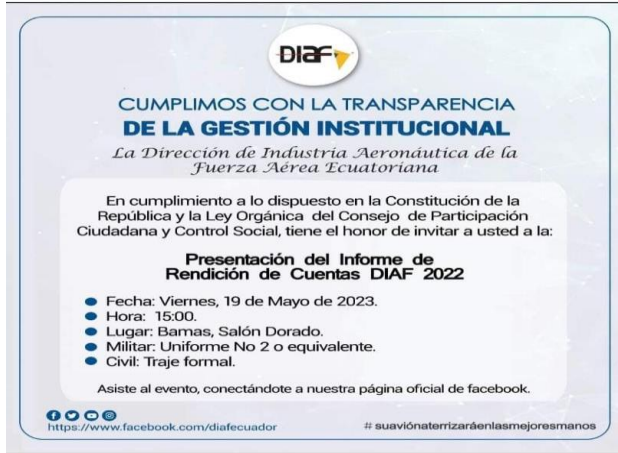 DIAF
CUMPLIMOS CON LA TRANSPARENCIA
DE LA GESTIÓN INSTITUCIONAL
La Dirección de Industria Aeronáutica de la
Fuerza Aérea Ecuatoriana
En cumplimiento a lo dispuesto en la Constitución de la
República y la Ley Orgánica del Consejo de Participación
Ciudadana y Control Social, tiene el honor de invitar a usted a la:
Presentación del Informe de
Rendición de Cuentas DIAF 2022
Fecha: Viernes, 19 de Mayo de 2023.
Hora: 15:00.
Lugar: Bamas, Salón Dorado.
Militar: Uniforme No 2 o equivalente.
Civil: Traje formal.
Asiste al evento, conectándote a nuestra página oficial de facebook.
https://www.facebook.com/diafecuador
# suaviónaterrizaráenlasmejoresmanos